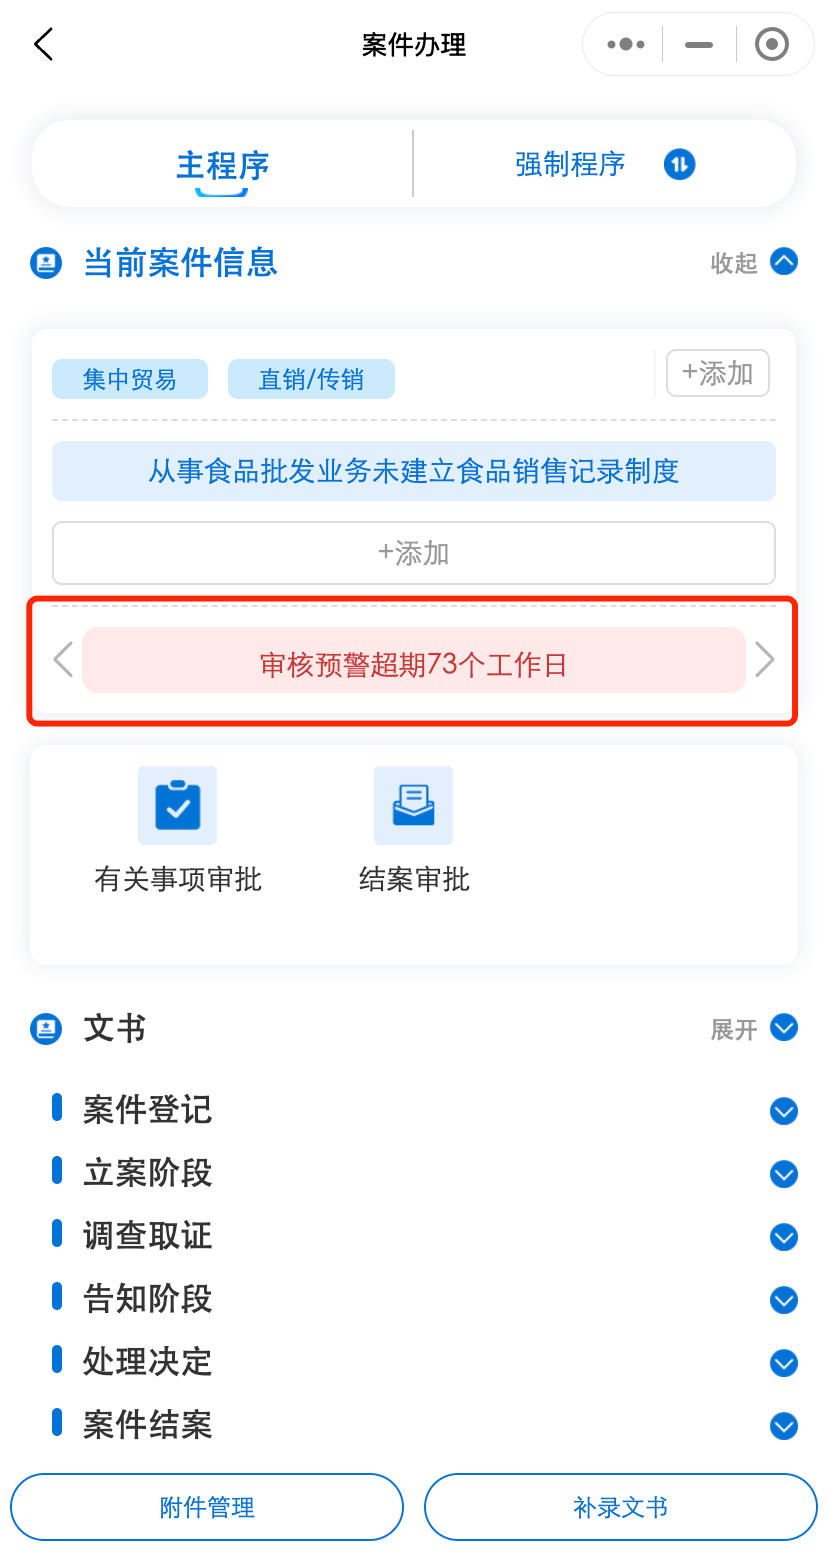 案件办理
主程序
强制程序
当前案件信息
收起
集中贸易
直销/传销
+添加
从事食品批发业务未建立食品销售记录制度
+添加
审核预警超期73个工作日
有关事项审批
结案审批
文书
展开
案件登记
立案阶段
调查取证
告知阶段
处理决定
案件结案
附件管理
补录文书